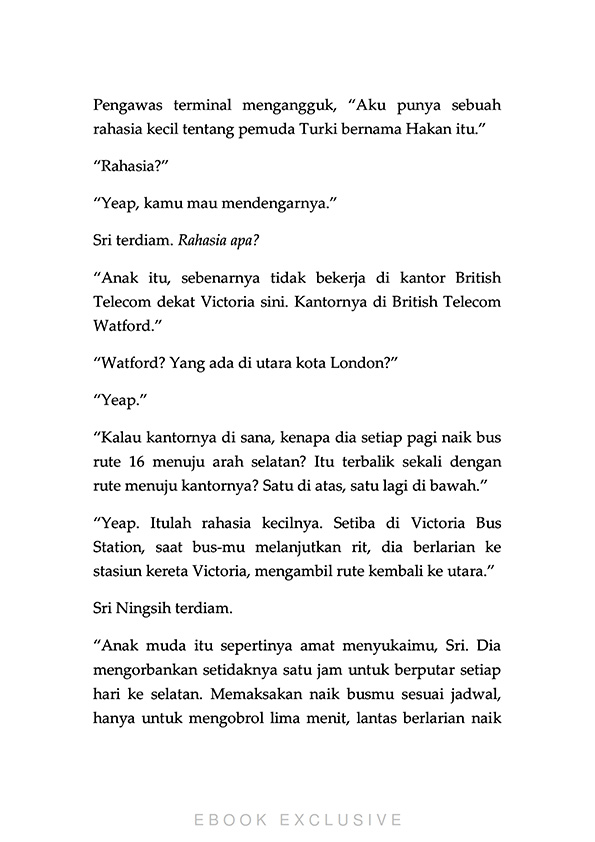 Pengawas terminal mengangguk, “Aku punya sebuah
rahasia kecil tentang pemuda Turki bernama Hakan itu.”
“Rahasia?”
“Yeap, kamu mau mendengarnya.”
Sri terdiam. Rahasia apa?
“Anak itu, sebenarnya tidak bekerja di kantor British
Telecom dekat Victoria sini. Kantornya di British Telecom
Watford.”
“Watford? Yang ada di utara kota London?”
“Yeap.”
“Kalau kantornya di sana, kenapa dia setiap pagi naik bus
rute 16 menuju arah selatan? Itu terbalik sekali dengan
rute menuju kantornya? Satu di atas, satu lagi di bawah.”
“Yeap. Itulah rahasia kecilnya. Setiba di Victoria Bus
Station, saat bus-mu melanjutkan rit, dia berlarian ke
stasiun kereta Victoria, mengambil rute kembali ke utara.”
Sri Ningsih terdiam.
“Anak muda itu sepertinya amat menyukaimu, Sri. Dia
mengorbankan setidaknya satu jam untuk berputar setiap
hari ke selatan. Memaksakan naik busmu sesuai jadwal,
hanya untuk mengobrol lima menit, lantas berlarian naik
EBOOK EXCLUSIVE